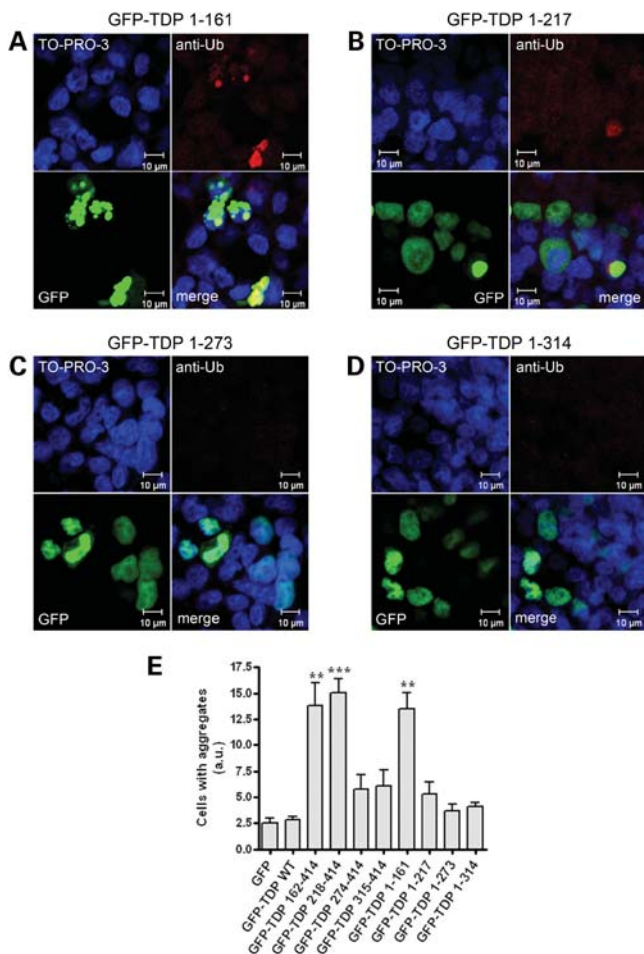 GFP-TDP 1-161
A
TO-PRO-3
anti-Ub
10 µm
10 µm
GFP
10 µm
merge
10 µm
GFP-TDP 1-217
B
TO-PRO-3
anti-Ub
10 µm
10 µm
GFP
10 µm
merge
10 µm
GFP-TDP 1-273
C
TO-PRO-3
anti-Ub
10 µm
10 µm
GFP
10 µm
merge
10 µm
GFP-TDP 1-314
D
TO-PRO-3
anti-Ub
10 µm
10 µm
GFP
10 µm
merge
10 µm
E
Cells with aggregates
(a.u.)
17.5
15.0
12.5
10.0
7.5
5.0
2.5
0.0
**
***
**
GFP
GFP-TDP WT
GFP-TDP 162-414
GFP-TDP 218-414
GFP-TDP 274-414
GFP-TDP 315-414
GFP-TDP 1-161
GFP-TDP 1-217
GFP-TDP 1-273
GFP-TDP 1-314